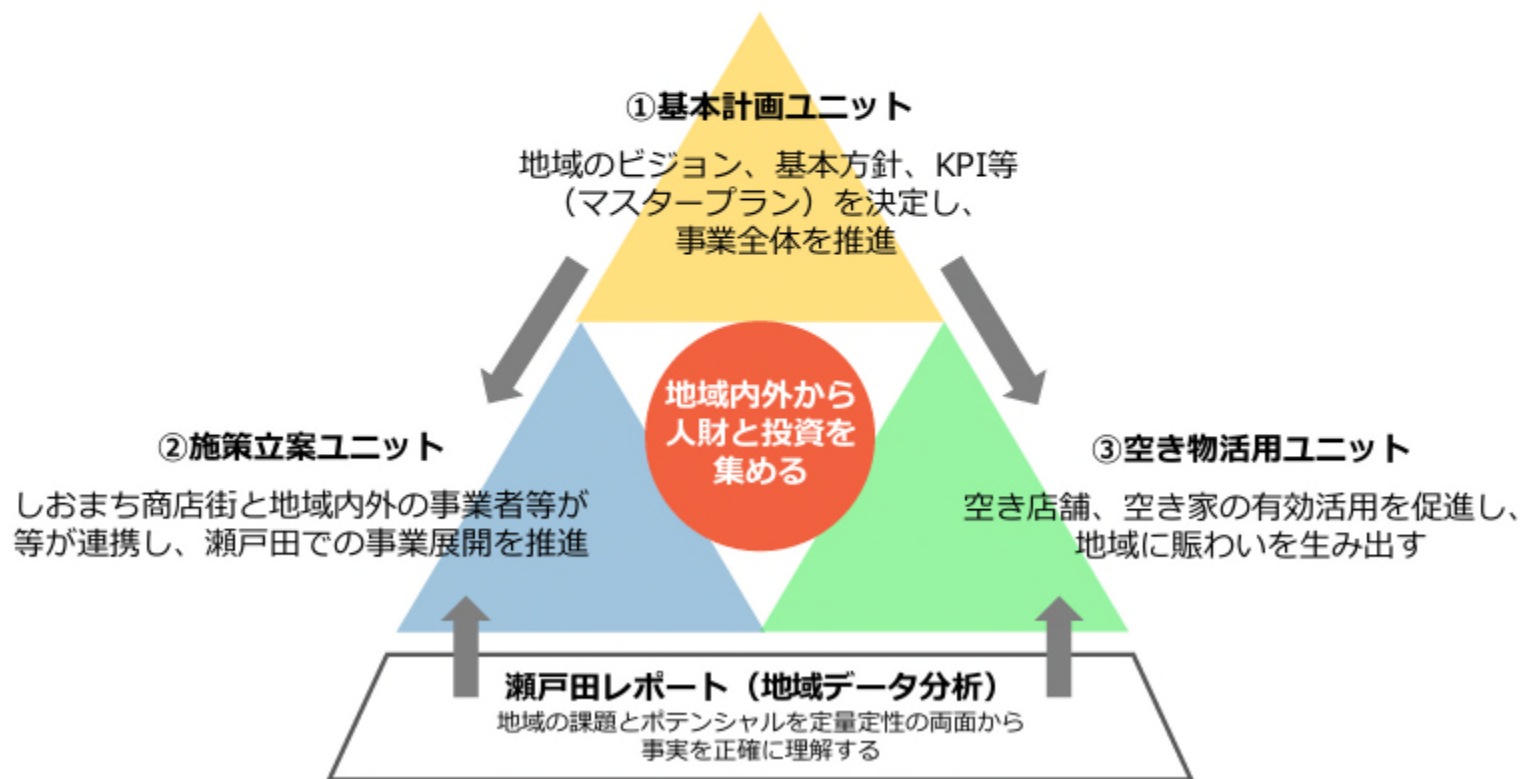 ①基本計画ユニット
地域のビジョン、基本方針、KPI等
（マスタープラン）を決定し、
事業全体を推進
地域内外から
人財と投資を
集める
②施策立案ユニット
しおまち商店街と地域内外の事業者等が
等が連携し、瀬戸田での事業展開を推進
③空き物活用ユニット
空き店舗、空き家の有効活用を促進し、
地域に賑わいを生み出す
瀬戸田レポート（地域データ分析）
地域の課題とポテンシャルを定量定性の両面から
事実を正確に理解する